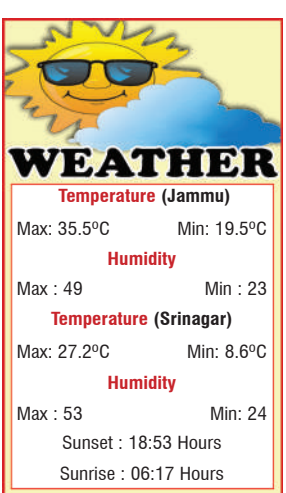 WEATHER
Temperature (Jammu)
Max: 35.5ºC Min: 19.5ºC
Humidity
Max : 49 Min : 23
Temperature (Srinagar)
Max: 27.2ºC Min: 8.6ºC
Humidity
Max : 53 Min: 24
Sunset : 18:53 Hours
Sunrise : 06:17 Hours